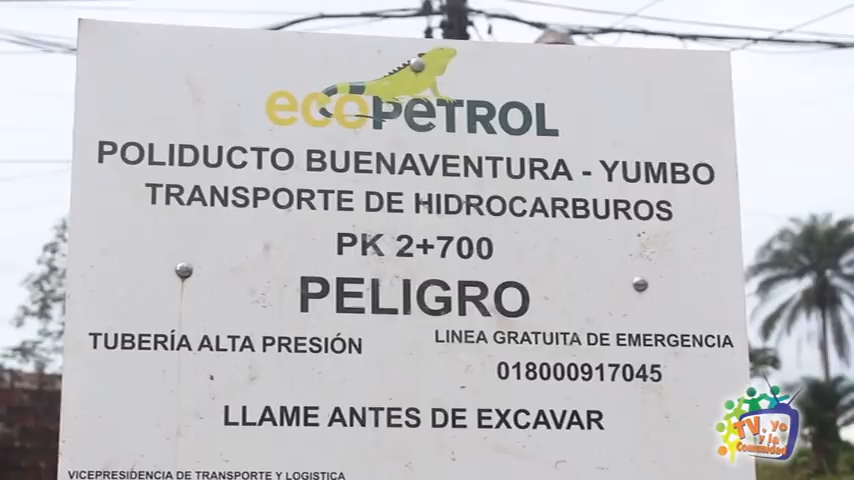 ecoPeTROL
POLIDUCTO BUENAVENTURA - YUMBO
TRANSPORTE DE HIDROCARBUROS
PK 2+700
PELIGRO
TUBERÍA ALTA PRESIÓN
LINEA GRATUITA DE EMERGENCIA
018000917045
LLAME ANTES DE EXCAVAR
VICEPRESIDENCIA DE TRANSPORTE Y LOGISTICA
TV, Yo
y la
Comunidad